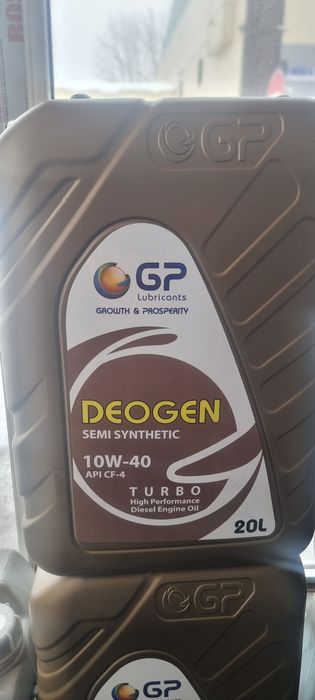 GP
GP
Lubricants
GROWTH & PROSPERITY
DEOGEN
SEMI SYNTHETIC
10W-40
API CF-4
TURBO
High Performance
Diesel Engine Oil
20L
GP
GP